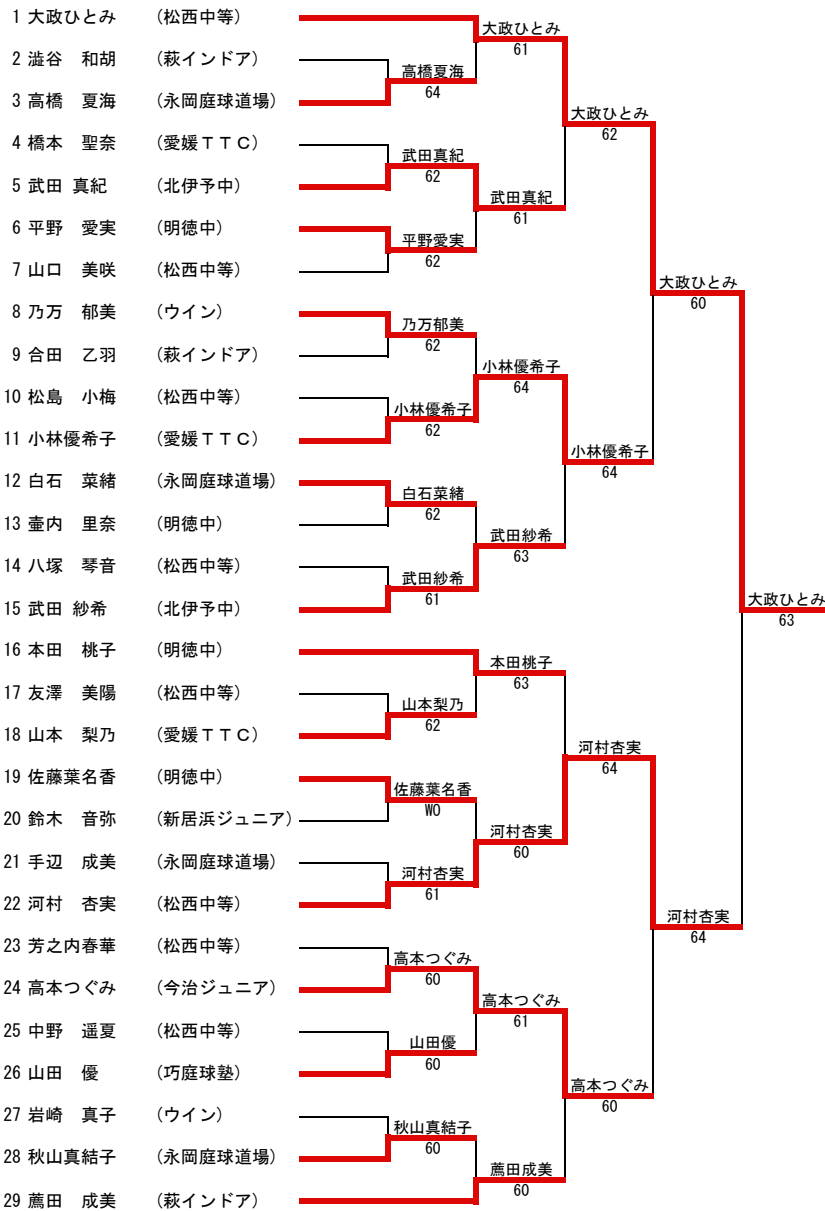 1 大政ひとみ (松西中等)
2 澁谷　和胡 (萩インドア)
3 高橋　夏海 (永岡庭球道場)
4 橋本　聖奈 (愛媛ＴＴＣ)
5 武田 真紀 (北伊予中)
6 平野　愛実 (明徳中)
7 山口　美咲 (松西中等)
8 乃万　郁美 (ウイン)
9 合田　乙羽 (萩インドア)
10 松島　小梅 (松西中等)
11 小林優希子 (愛媛ＴＴＣ)
12 白石　菜緒 (永岡庭球道場)
13 壷内　里奈 (明徳中)
14 八塚　琴音 (松西中等)
15 武田 紗希 (北伊予中)
16 本田　桃子 (明徳中)
17 友澤　美陽 (松西中等)
18 山本　梨乃 (愛媛ＴＴＣ)
19 佐藤葉名香 (明徳中)
20 鈴木　音弥 (新居浜ジュニア)
21 手辺　成美 (永岡庭球道場)
22 河村　杏実 (松西中等)
23 芳之内春華 (松西中等)
24 高本つぐみ (今治ジュニア)
25 中野　遥夏 (松西中等)
26 山田　優 (巧庭球塾)
27 岩崎　真子 (ウイン)
28 秋山真結子 (永岡庭球道場)
29 薦田　成美 (萩インドア)
高橋夏海
64
武田真紀
62
平野愛実
62
乃万郁美
62
小林優希子
62
白石菜緒
62
武田紗希
61
山本梨乃
62
佐藤葉名香
WO
河村杏実
61
高本つぐみ
60
山田優
60
秋山真結子
60
大政ひとみ
61
武田真紀
61
小林優希子
64
武田紗希
63
本田桃子
63
河村杏実
60
高本つぐみ
61
薦田成美
60
大政ひとみ
62
小林優希子
64
河村杏実
64
高本つぐみ
60
大政ひとみ
60
河村杏実
64
大政ひとみ
63